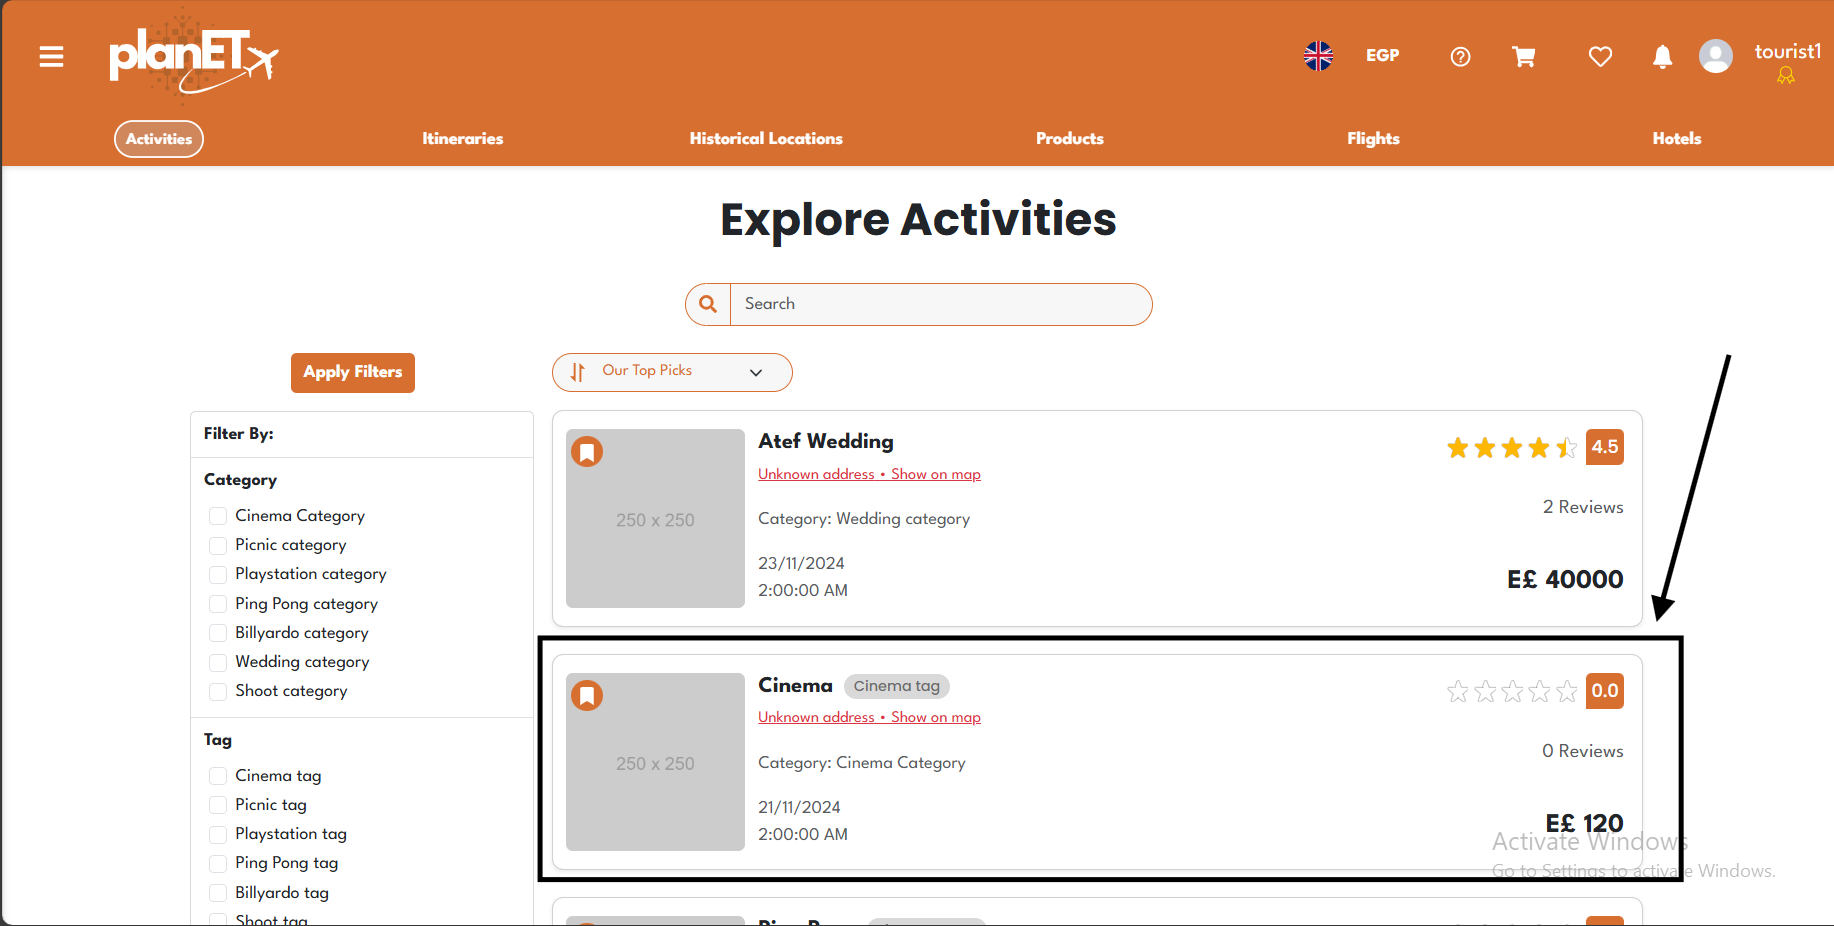 planET
EGP
tourist1
Activities
Itineraries
Historical Locations
Products
Flights
Hotels
Explore Activities
Search
Apply Filters
Our Top Picks
Filter By:
Category
Cinema Category
Picnic category
Playstation category
Ping Pong category
Billyardo category
Wedding category
Shoot category
Tag
Cinema tag
Picnic tag
Playstation tag
Ping Pong tag
Billyardo tag
Shoot tag
250 x 250
Atef Wedding
Unknown address • Show on map
Category: Wedding category
23/11/2024
2:00:00 AM
4.5
2 Reviews
E£ 40000
250 x 250
Cinema
Cinema tag
Unknown address • Show on map
Category: Cinema Category
21/11/2024
2:00:00 AM
0.0
0 Reviews
E£ 120
Activate Windows
Go to Settings to activate Windows.